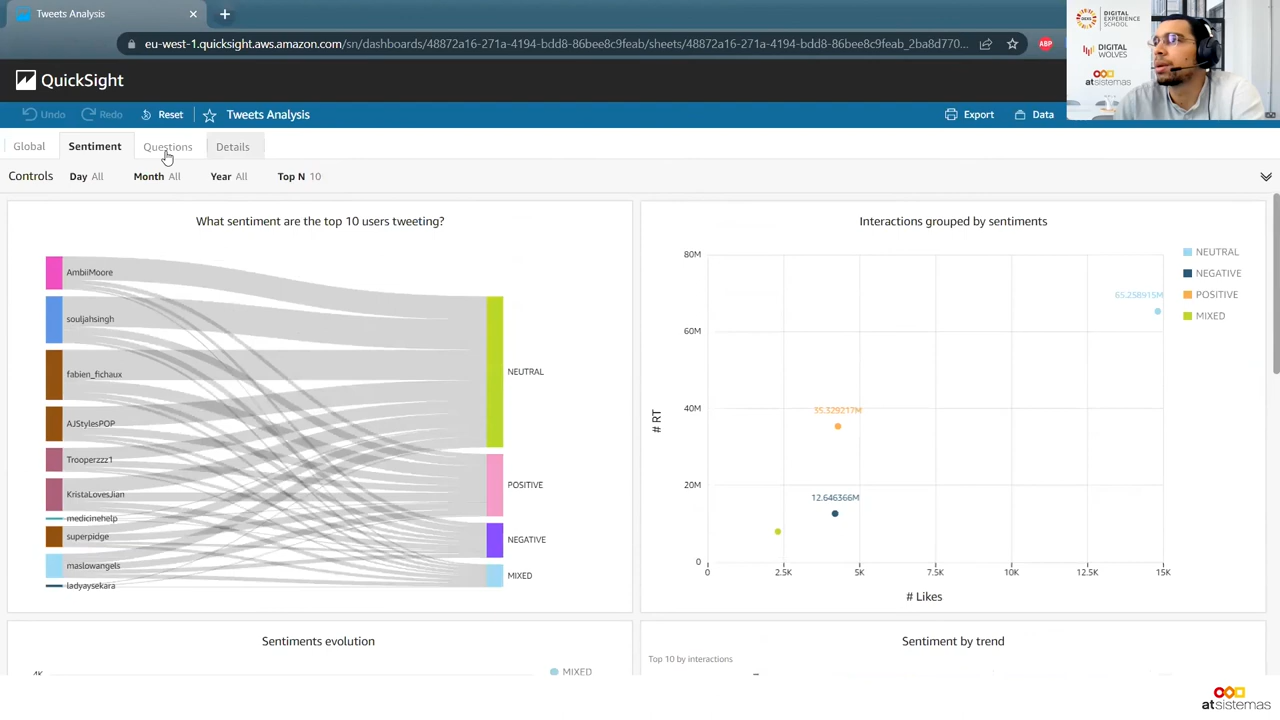 Tweets Analysis
eu-west-1.quicksight.aws.amazon.com/sn/dashboards/48872a16-271a-4194-bdd8-86bee8c9feab/sheets/48872a16-271a-4194-bdd8-86bee8c9feab_2ba8d770...
ABP
DIGITAL
EXPERIENCE
SCHOOL
DIGITAL
WOLVES
atsistemas
QuickSight
Undo Redo Reset Tweets Analysis Export Data
Global Sentiment Questions Details
Controls Day All Month All Year All Top N 10
What sentiment are the top 10 users tweeting?
AmbiiMoore
souljahsingh
fabien_fichaux
AJStylesPOP
Trooperzzz1
KristaLovesJian
medicinehelp
superpidge
maslowangels
ladyaysekara
NEUTRAL
POSITIVE
NEGATIVE
MIXED
Interactions grouped by sentiments
80M
60M
40M
20M
0
# RT
65.258915M
35.329217M
12.646366M
0 2.5K 5K 7.5K 10K 12.5K 15K
# Likes
NEUTRAL
NEGATIVE
POSITIVE
MIXED
Sentiments evolution
4K
MIXED
Sentiment by trend
Top 10 by interactions
atsistemas